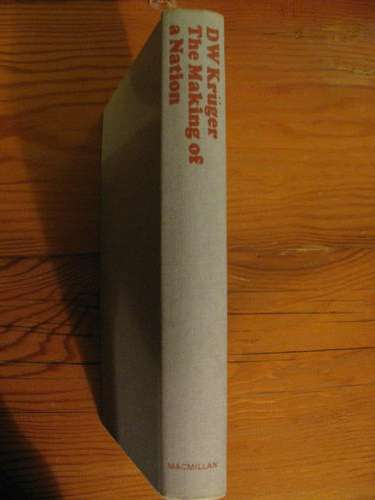 D W Krüger
The Making of
a Nation
MACMILLAN